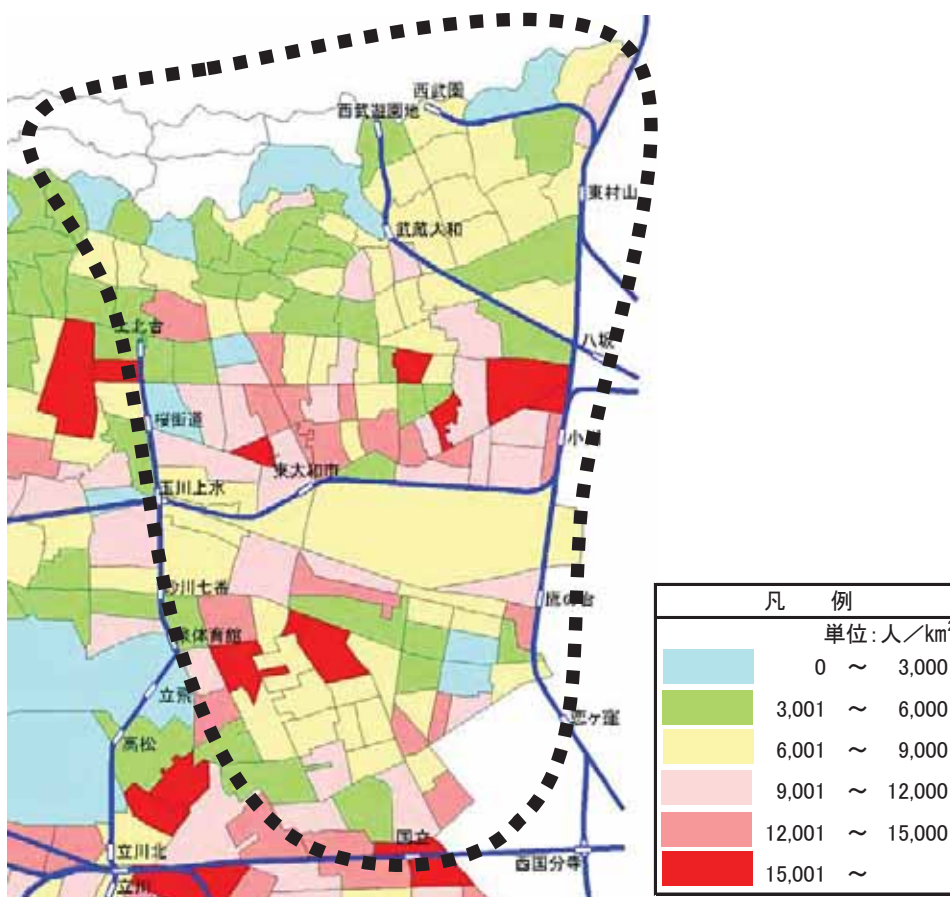 西武園
西武遊園地
東村山
武蔵大和
上北台
八坂
桜街道
小川
東大和市
玉川上水
砂川七番
鷹の台
泉体育館
立飛
恋ヶ窪
高松
国立
立川北
西国分寺
立川
凡 例
単位:人/km²
0 ～ 3,000
3,001 ～ 6,000
6,001 ～ 9,000
9,001 ～ 12,000
12,001 ～ 15,000
15,001 ～